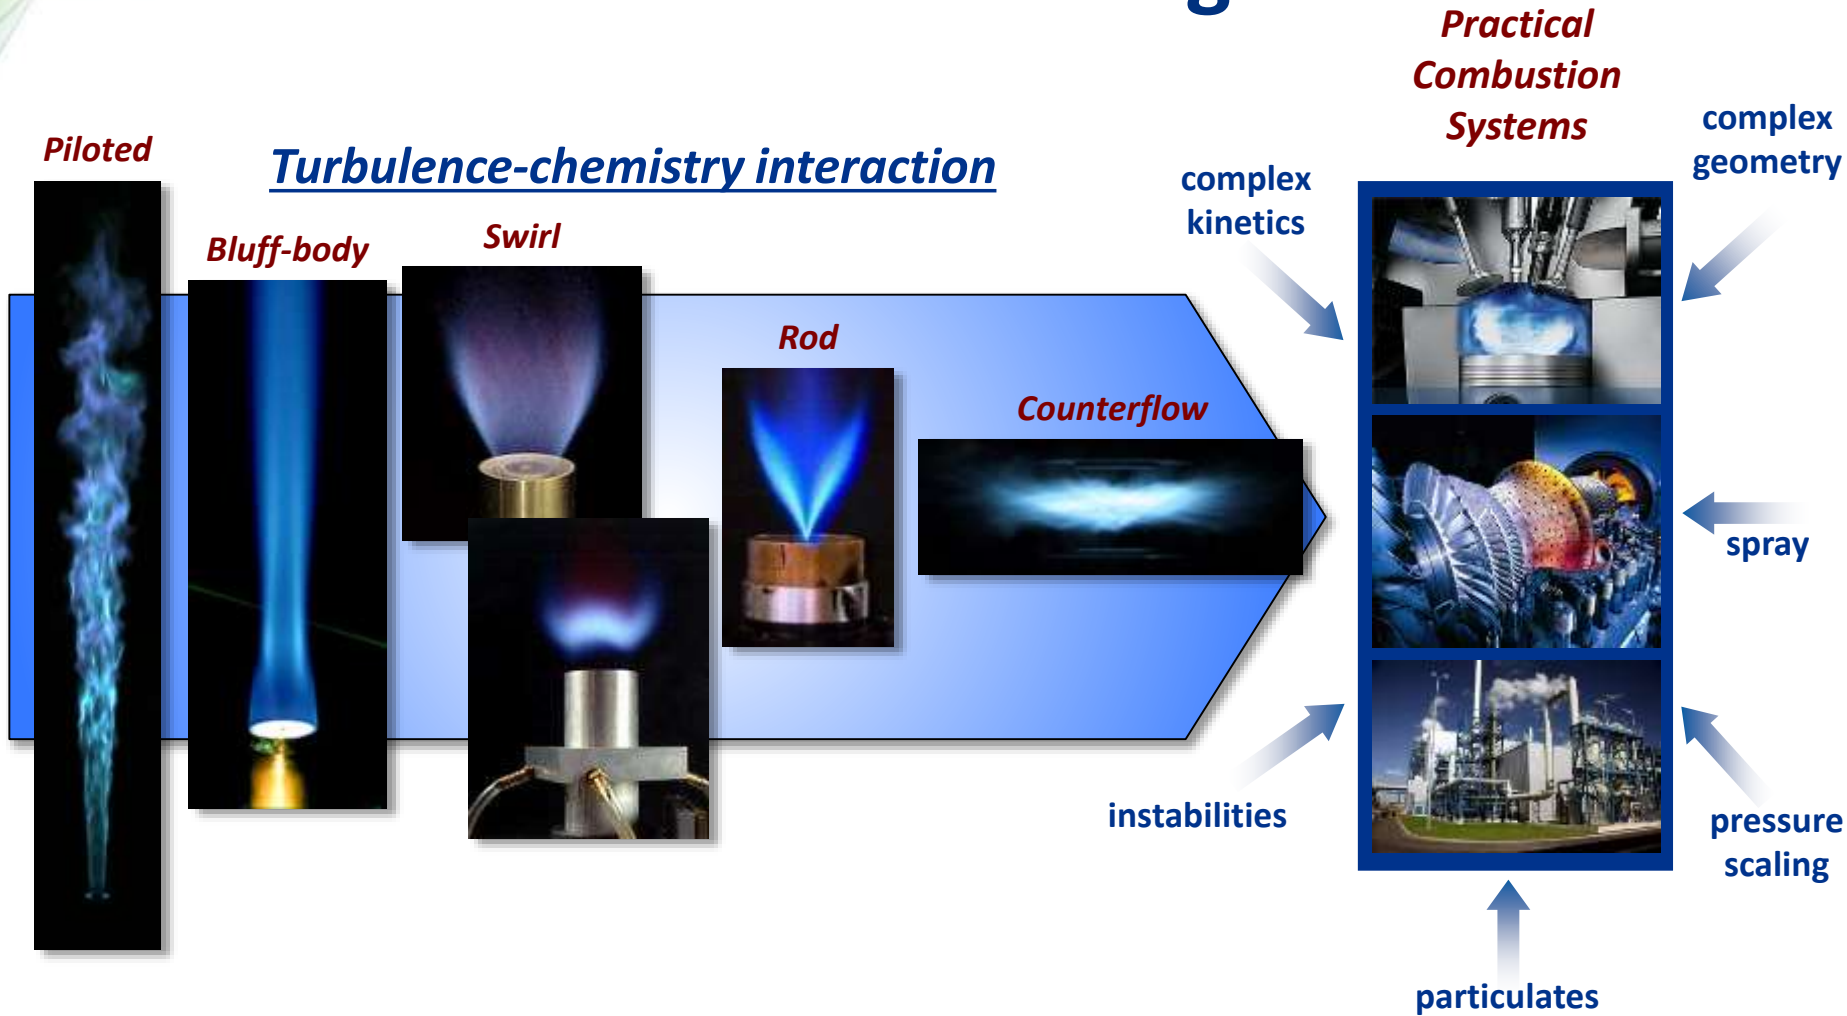 Practical
Combustion
Systems
Piloted
Turbulence-chemistry interaction
Bluff-body
Swirl
Rod
Counterflow
complex
kinetics
complex
geometry
spray
instabilities
pressure
scaling
particulates